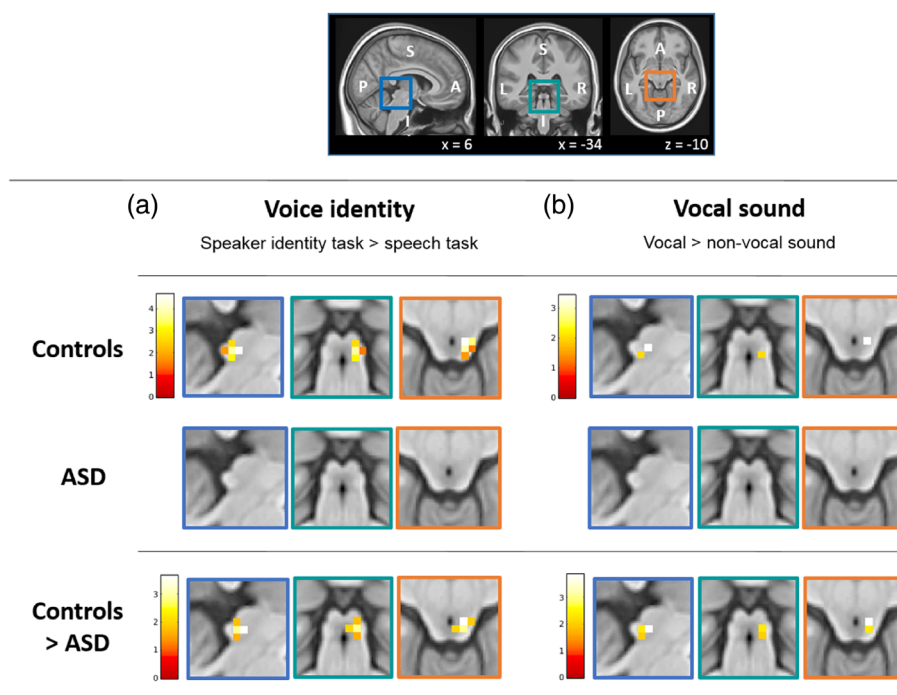 S S A
P A L R L R
I I P
x = 6 x = -34 z = -10
(a) Voice identity (b) Vocal sound
Speaker identity task > speech task Vocal > non-vocal sound
Controls
4
3
2
1
0
3
2
1
0
ASD
Controls
> ASD
3
2
1
0
3
2
1
0